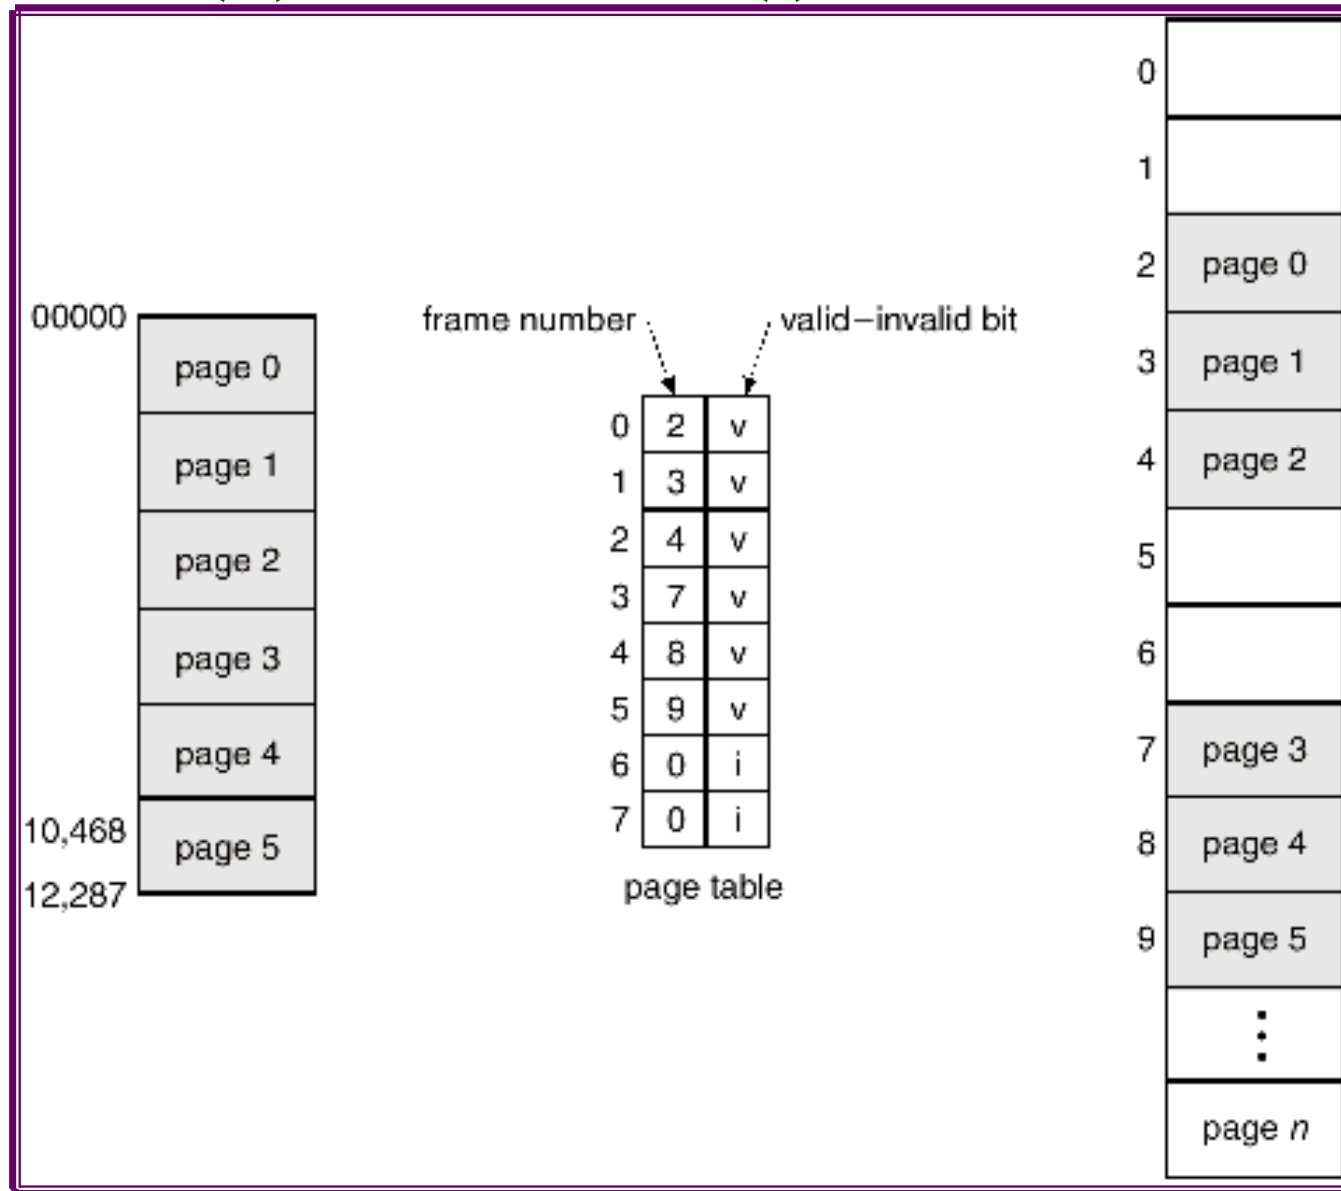 00000
page 0
page 1
page 2
page 3
page 4
10,468
page 5
12,287
frame number
valid–invalid bit
0 2 v
1 3 v
2 4 v
3 7 v
4 8 v
5 9 v
6 0 i
7 0 i
page table
0
1
2 page 0
3 page 1
4 page 2
5
6
7 page 3
8 page 4
9 page 5
page n